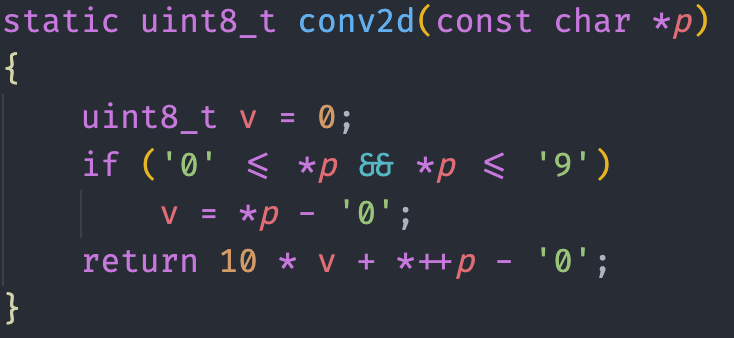 static uint8_t conv2d(const char *p)
{
    uint8_t v = 0;
    if ('0' <= *p && *p <= '9')
        v = *p - '0';
    return 10 * v + *++p - '0';
}